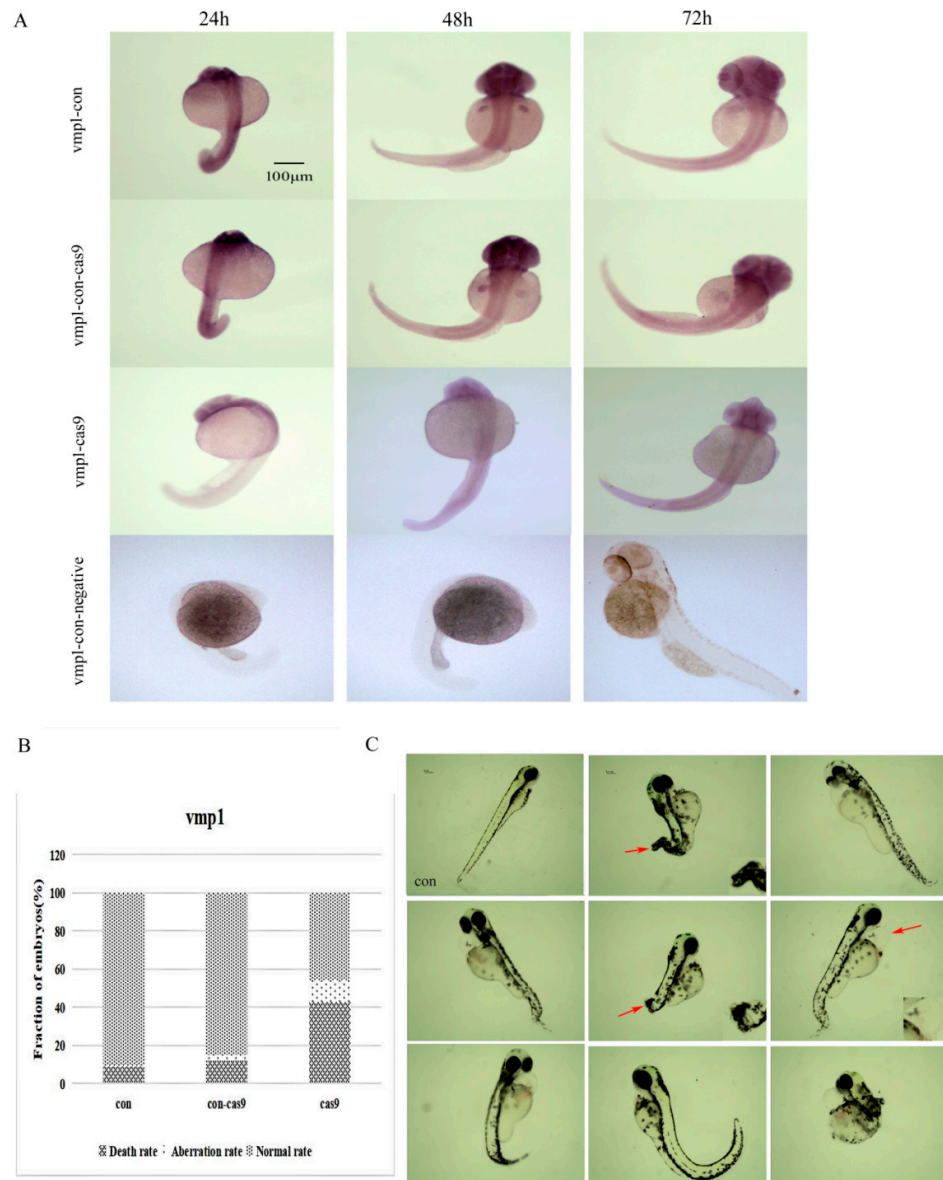 A
24h
48h
72h
vmpl-con
100μm
vmpl-con-cas9
vmpl-cas9
vmpl-con-negative
B
vmp1
Fraction of embryos(%)
120
100
80
60
40
20
0
con
con-cas9
cas9
Death rate
Aberration rate
Normal rate
C
con